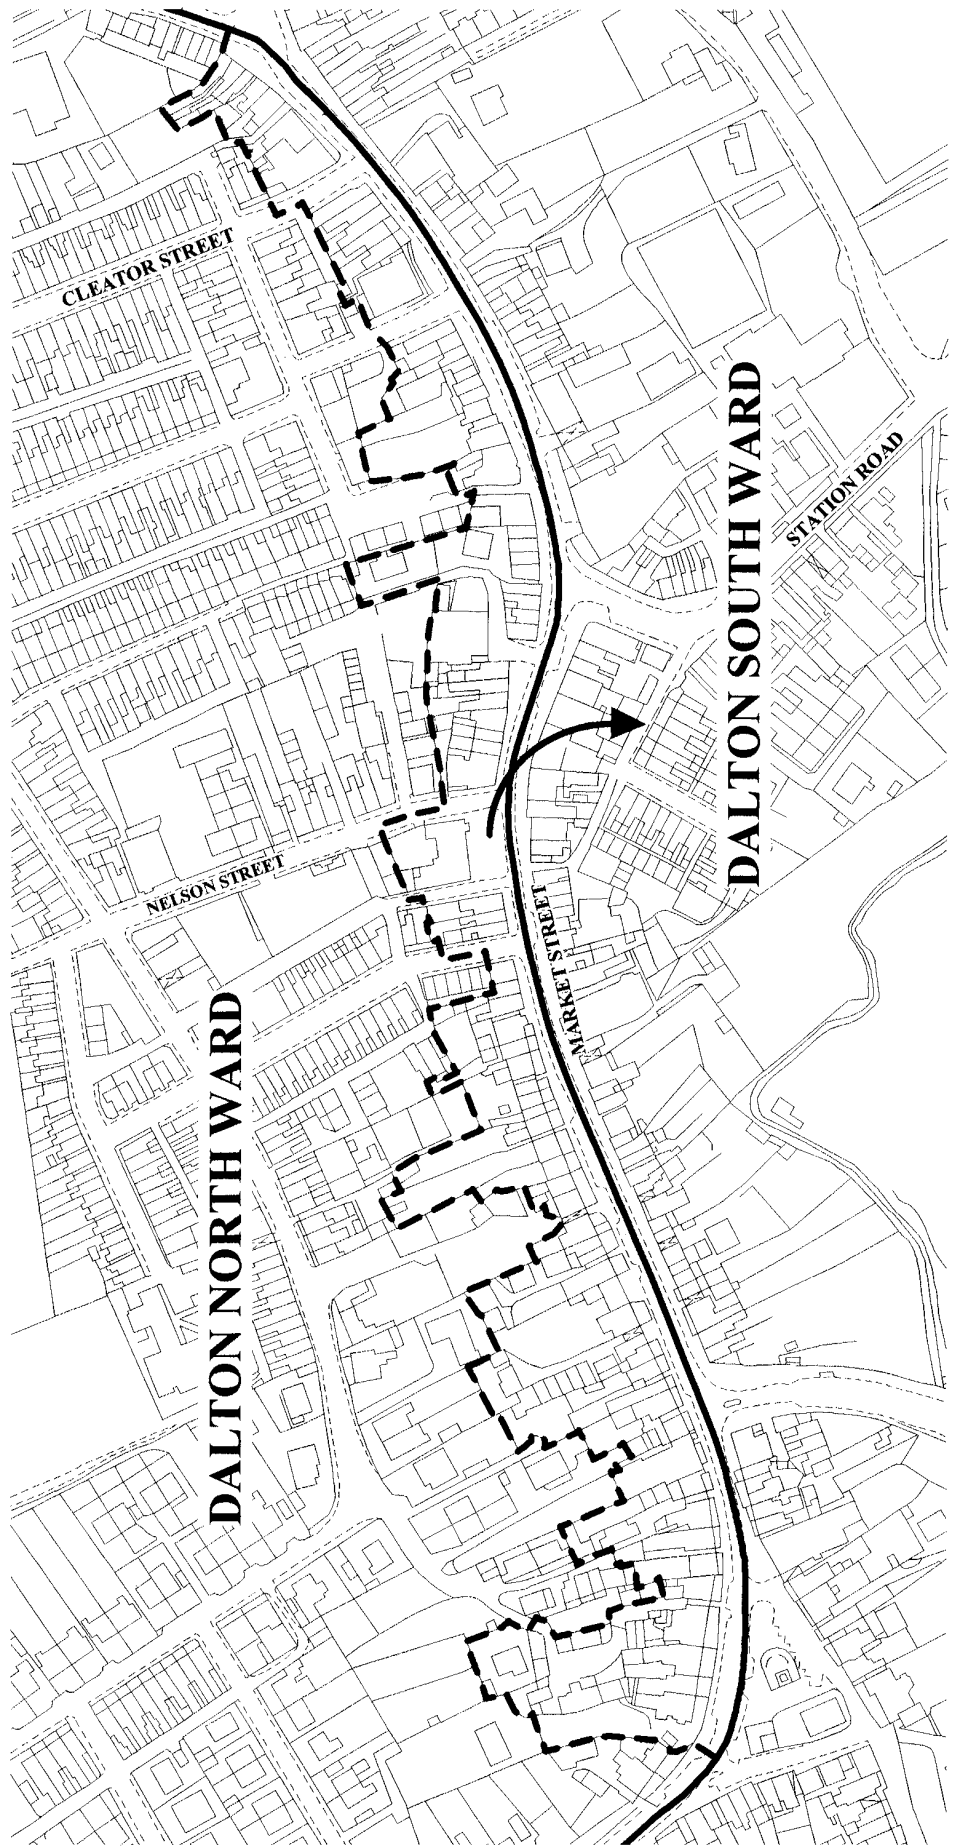 CLEATOR STREET
NELSON STREET
DALTON NORTH WARD
MARKET STREET
STATION ROAD
DALTON SOUTH WARD